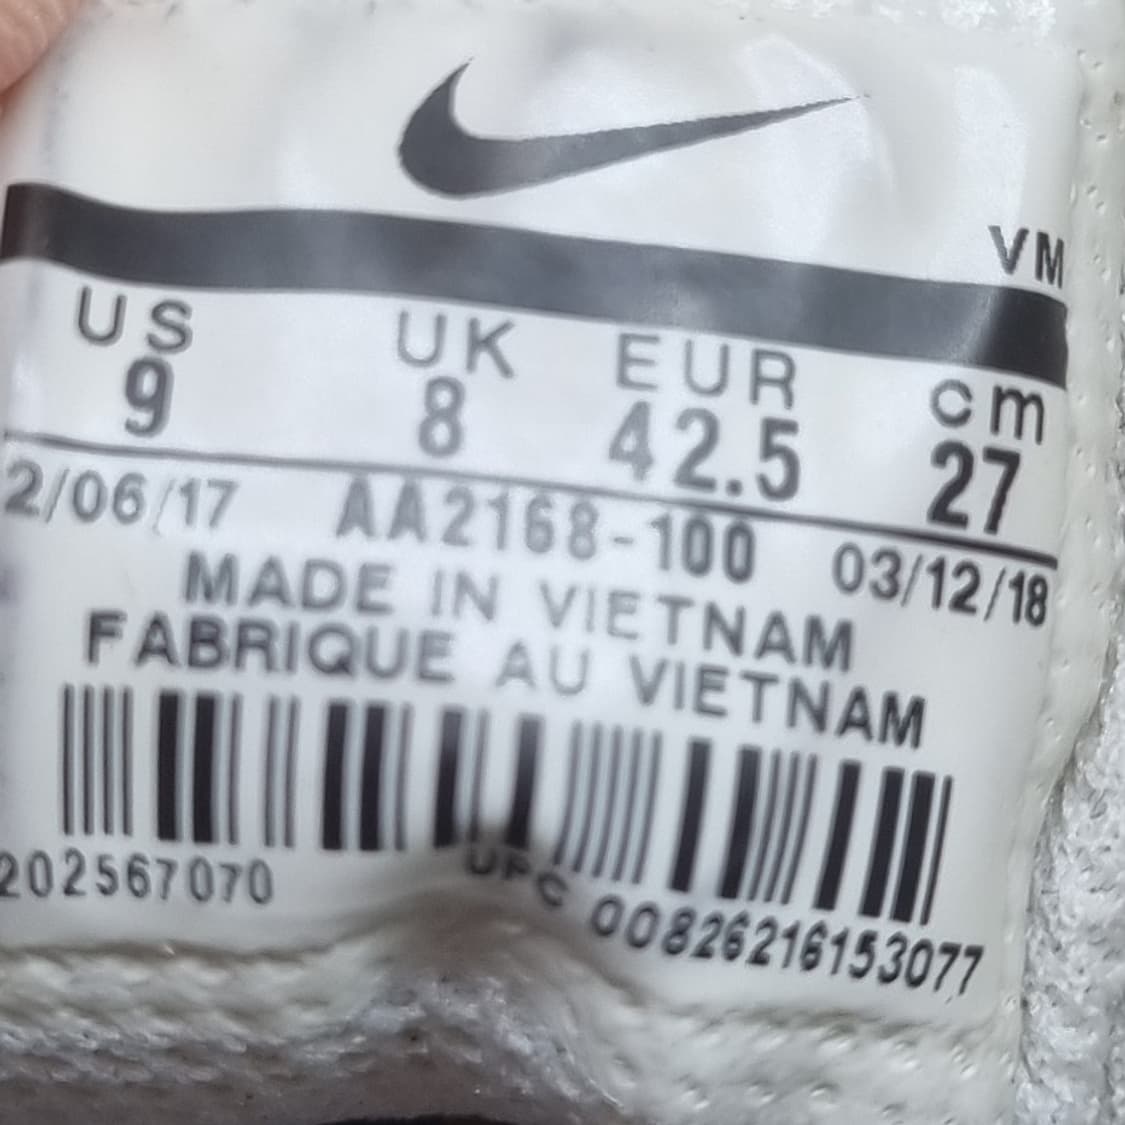 VM
US UK EUR cm
9 8 42.5 27
2/06/17 AA2168-100 03/12/18
MADE IN VIETNAM
FABRIQUE AU VIETNAM
202567070 UPC 00826216153077